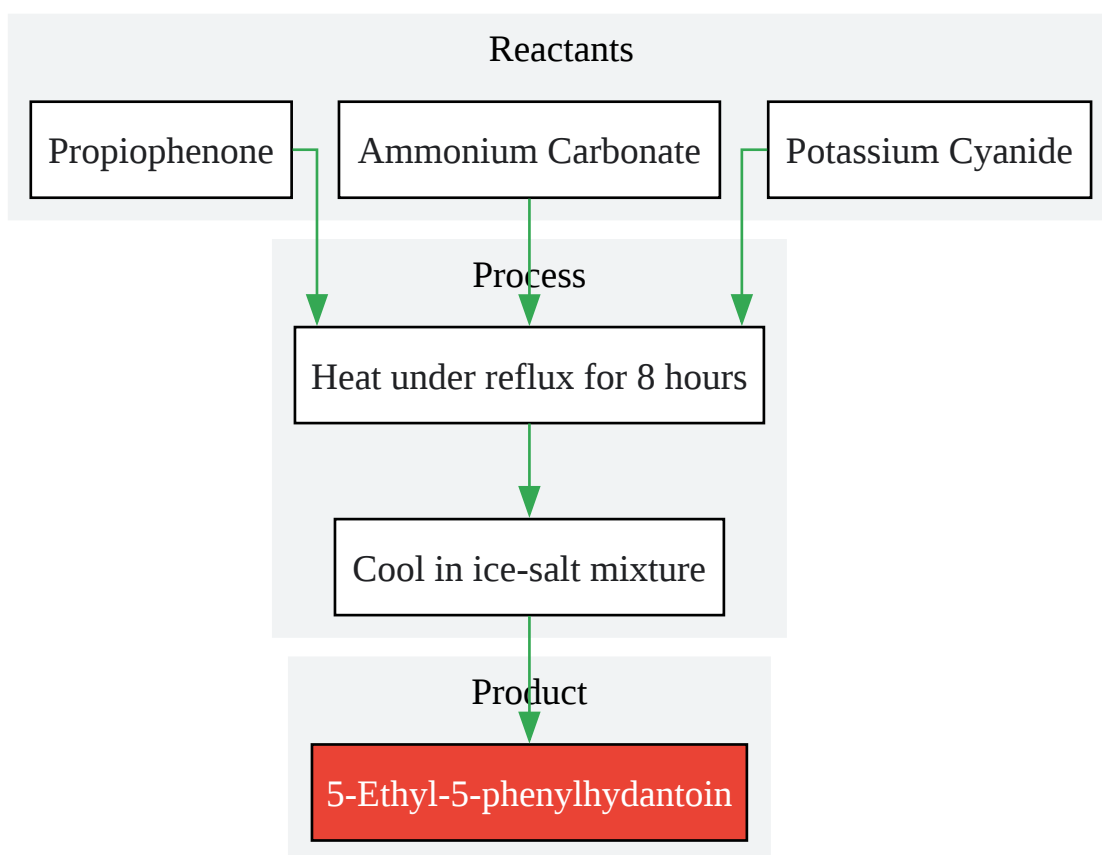 Reactants
Propiophenone
Ammonium Carbonate
Potassium Cyanide
Process
Heat under reflux for 8 hours
Cool in ice-salt mixture
Product
5-Ethyl-5-phenylhydantoin